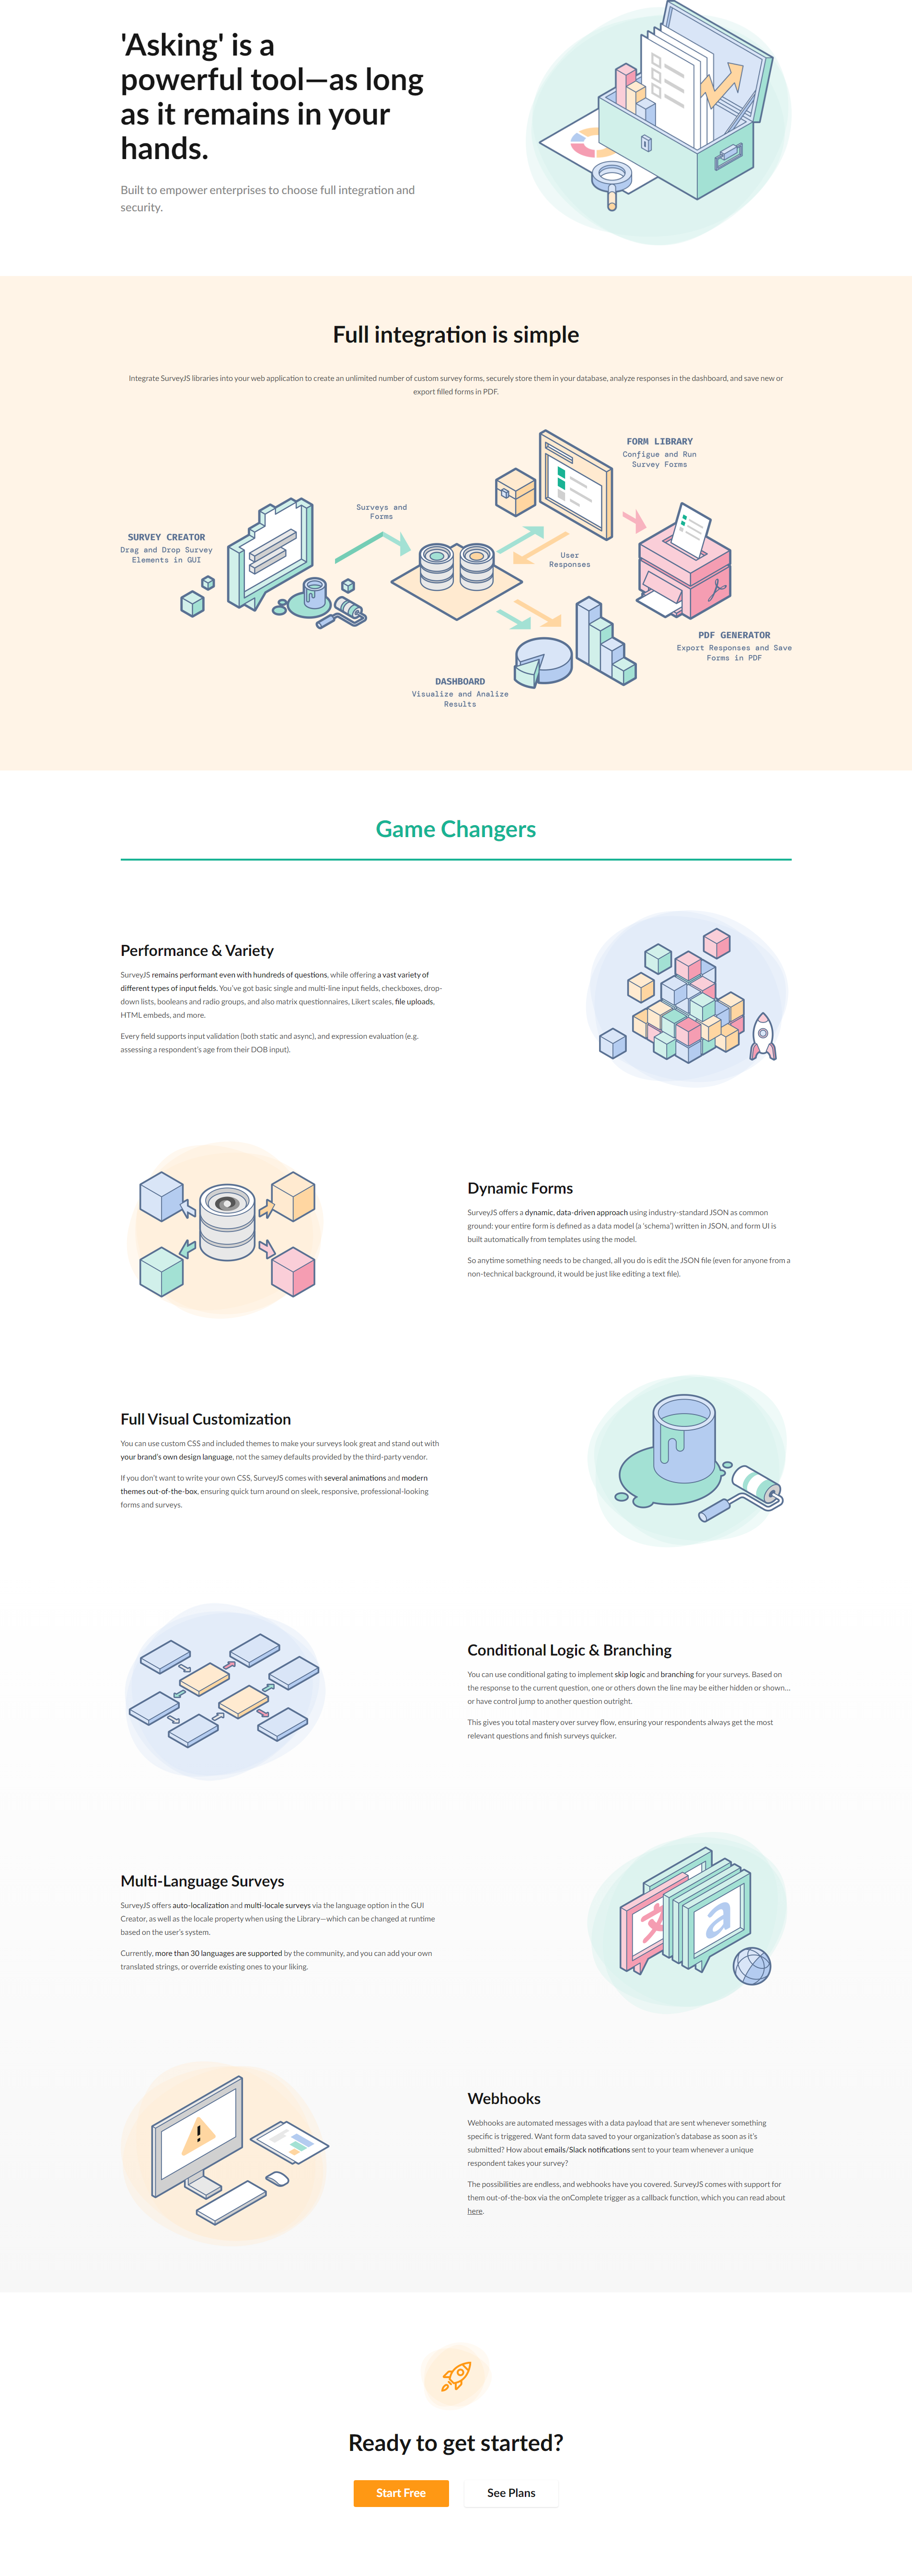 'Asking' is a
powerful tool—as long
as it remains in your
hands.
Built to empower enterprises to choose full integration and
security.
Full integration is simple
Integrate SurveyJS libraries into your web application to create an unlimited number of custom survey forms, securely store them in your database, analyze responses in the dashboard, and save new or
export filled forms in PDF.
FORM LIBRARY
Configue and Run
Survey Forms
Surveys and
Forms
SURVEY CREATOR
Drag and Drop Survey
Elements in GUI
User
Responses
PDF GENERATOR
Export Responses and Save
Forms in PDF
DASHBOARD
Visualize and Analize
Results
Game Changers
Performance & Variety
SurveyJS remains performant even with hundreds of questions, while offering a vast variety of
different types of input fields. You've got basic single and multi-line input fields, checkboxes, drop-
down lists, booleans and radio groups, and also matrix questionnaires, Likert scales, file uploads,
HTML embeds, and more.
Every field supports input validation (both static and async), and expression evaluation (e.g.
assessing a respondent's age from their DOB input).
Dynamic Forms
SurveyJS offers a dynamic, data-driven approach using industry-standard JSON as common
ground; your entire form is defined as a data model (a 'schema') written in JSON, and form UI is
built automatically from templates using the model.
So anytime something needs to be changed, all you do is edit the JSON file (even for anyone from a
non-technical background, it would be just like editing a text file).
Full Visual Customization
You can use custom CSS and included themes to make your surveys look great and stand out with
your brand's own design language, not the samey defaults provided by the third-party vendor.
If you don't want to write your own CSS, SurveyJS comes with several animations and modern
themes out-of-the-box, ensuring quick turn around on sleek, responsive, professional-looking
forms and surveys.
Conditional Logic & Branching
You can use conditional gating to implement skip logic and branching for your surveys. Based on
the response to the current question, one or others down the line may be either hidden or shown...
or have control jump to another question outright.
This gives you total mastery over survey flow, ensuring your respondents always get the most
relevant questions and finish surveys quicker.
Multi-Language Surveys
SurveyJS offers auto-localization and multi-locale surveys via the language option in the GUI
Creator, as well as the locale property when using the Library—which can be changed at runtime
based on the user's system.
Currently, more than 30 languages are supported by the community, and you can add your own
translated strings, or override existing ones to your liking.
a
Webhooks
Webhooks are automated messages with a data payload that are sent whenever something
specific is triggered. Want form data saved to your organization's database as soon as it's
submitted? How about emails/Slack notifications sent to your team whenever a unique
respondent takes your survey?
The possibilities are endless, and webhooks have you covered. SurveyJS comes with support for
them out-of-the-box via the onComplete trigger as a callback function, which you can read about
here.
Ready to get started?
Start Free
See Plans